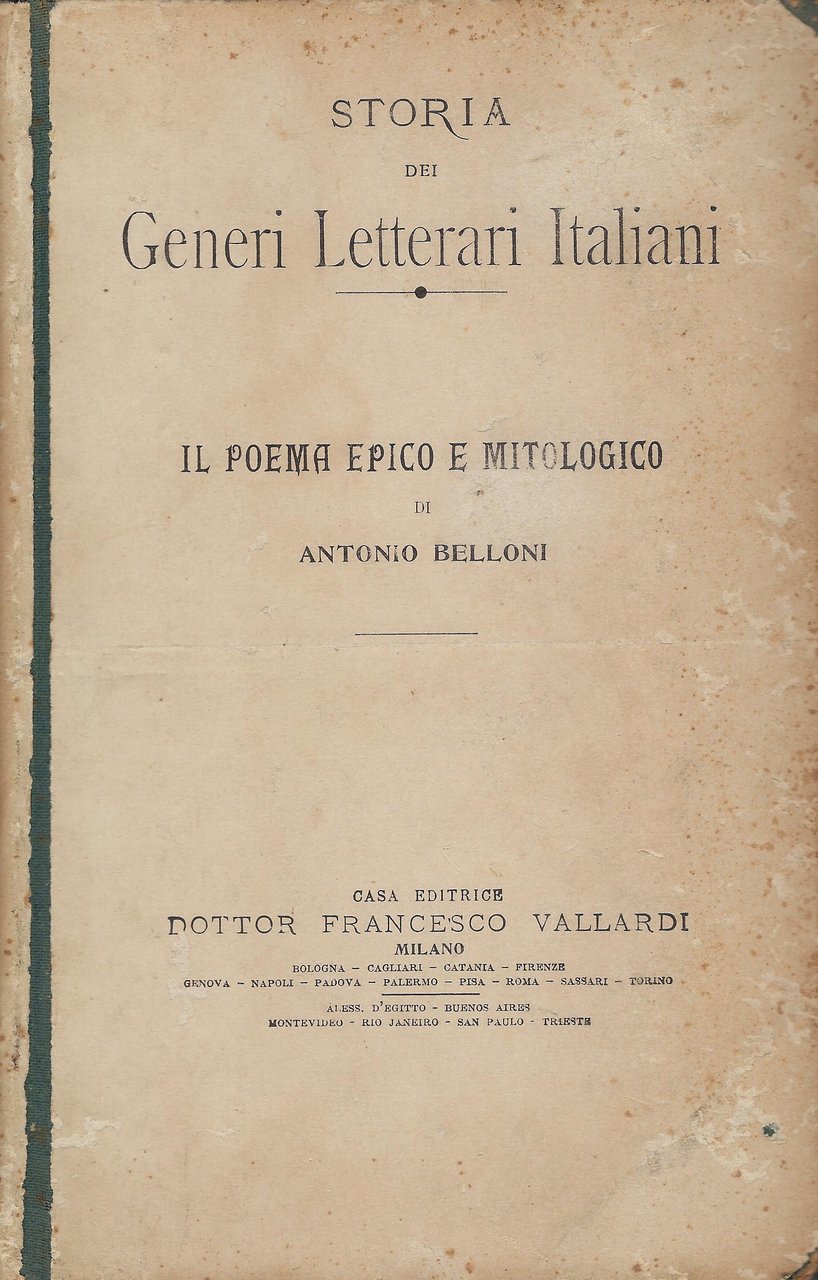 STORIA
DEI
Generi Letterari Italiani
IL POEMA EPICO E MITOLOGICO
DI
ANTONIO BELLONI
CASA EDITRICE
DOTTOR FRANCESCO VALLARDI
MILANO
BOLOGNA – CAGLIARI – CATANIA – FIRENZE
GENOVA – NAPOLI – PADOVA – PALERMO – PISA – ROMA – SASSARI – TORINO
ALESS. D'EGITTO - BUENOS AIRES
MONTEVIDEO - RIO JANEIRO - SAN PAULO - TRIESTE